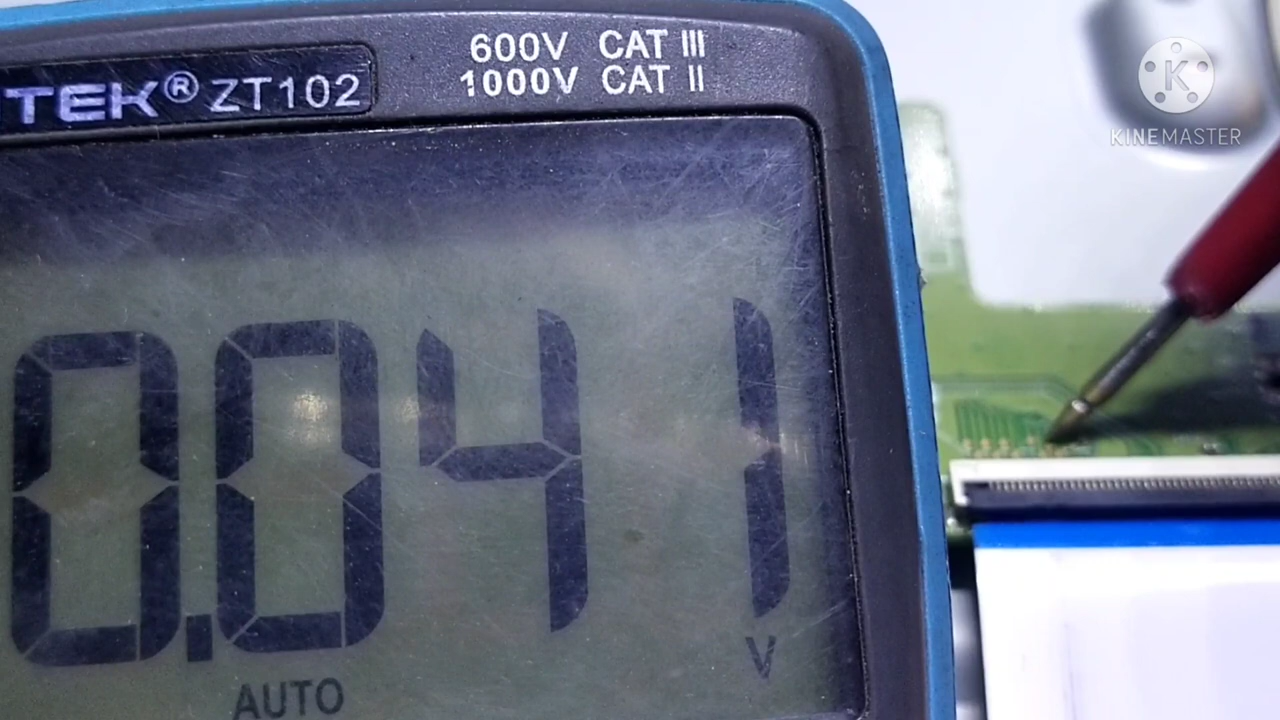 600V CAT III
1000V CAT II
TEK® ZT102
KINEMASTER
0.041
V
AUTO